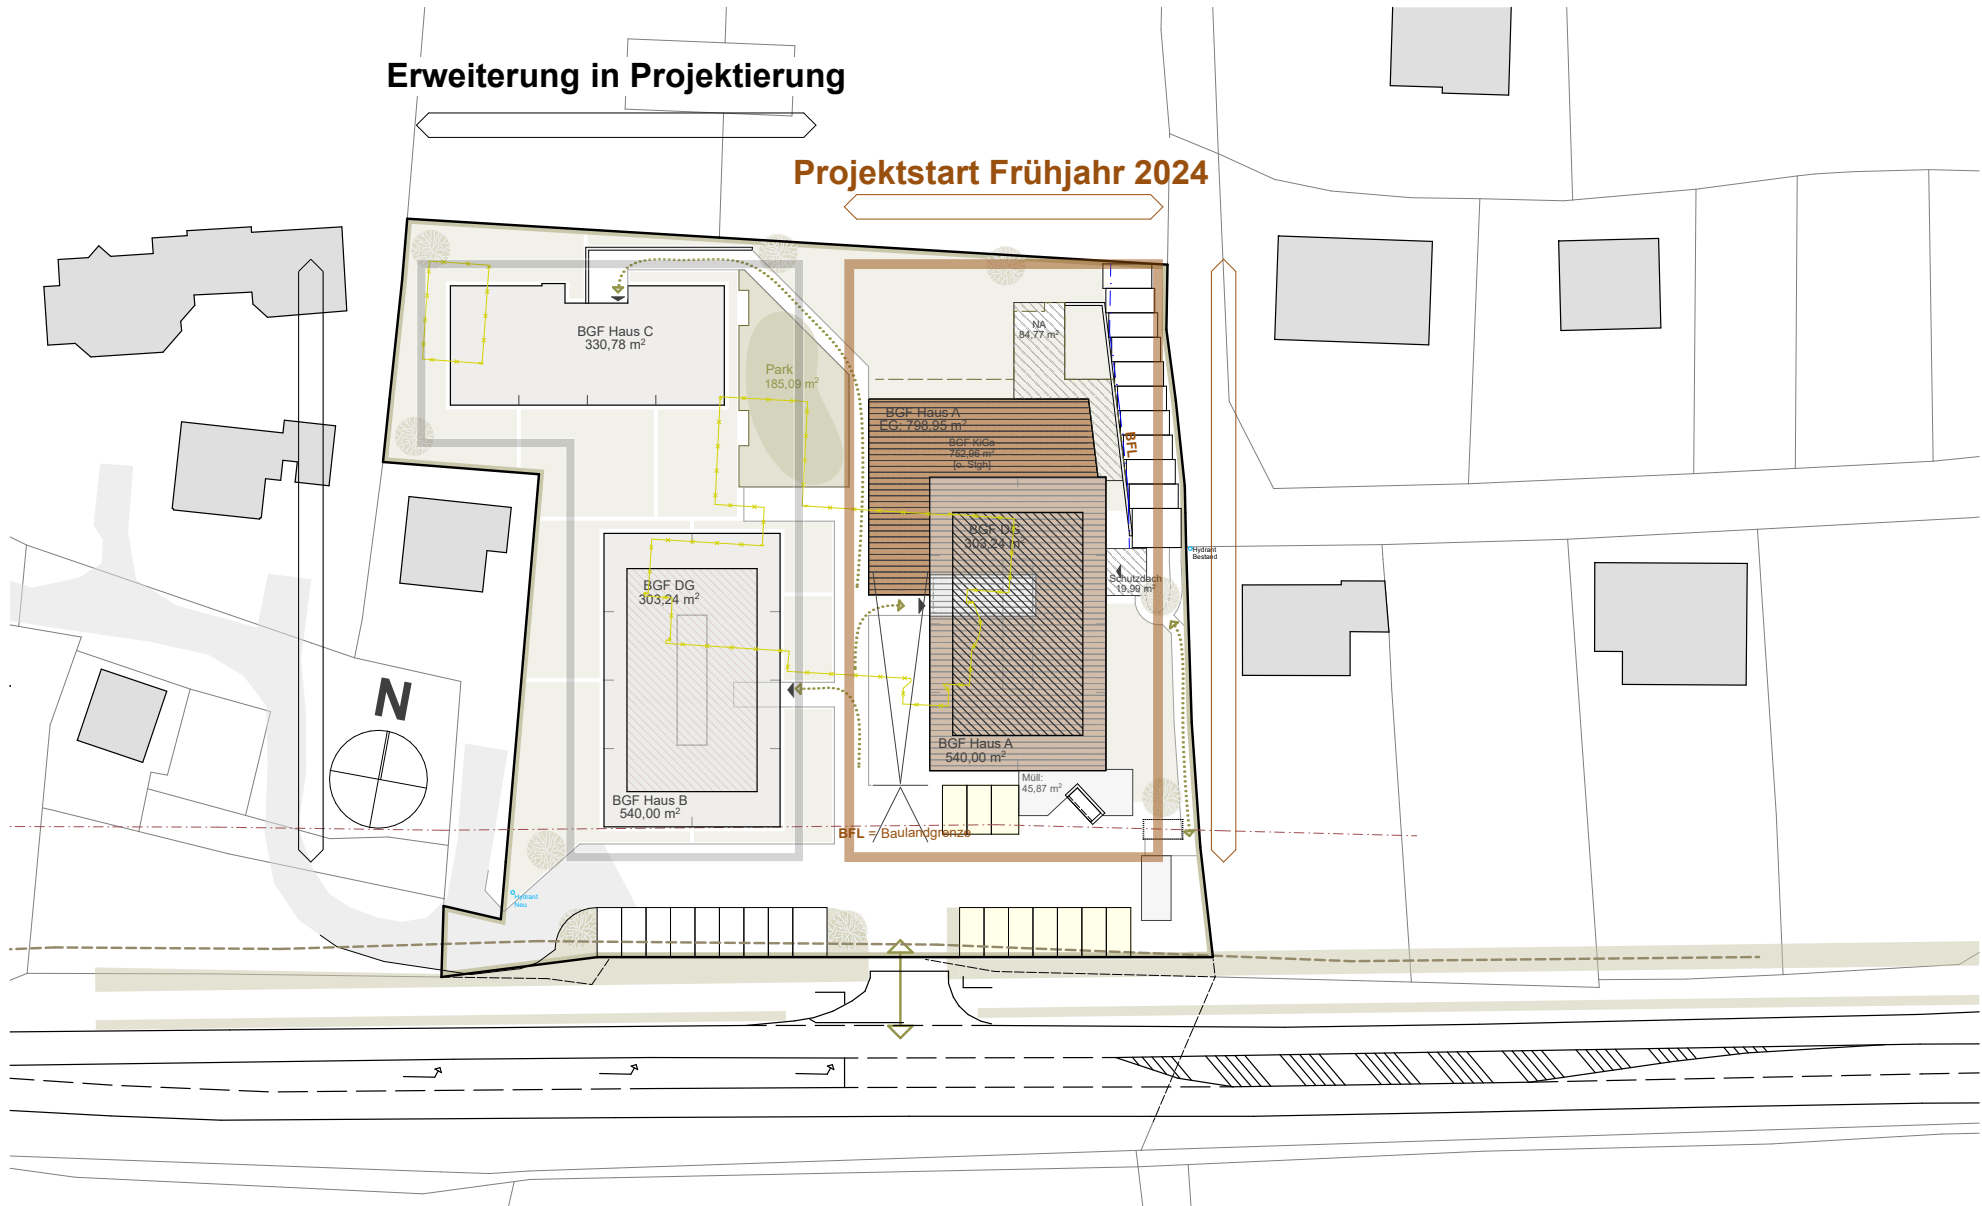 Erweiterung in Projektierung
Projektstart Frühjahr 2024
BGF Haus C
330,78 m²
NA
84,77 m²
Park
185,09 m²
BGF Haus A
EG: 798,95 m²
BGF KiGa
752,96 m²
[o. Stgh]
BFL
BGF DG
303,24 m²
Hydrant
Bestand
Schutzdach
19,99 m²
BGF DG
303,24 m²
N
BGF Haus A
540,00 m²
Müll:
45,87 m²
BGF Haus B
540,00 m²
BFL = Baulandgrenze
Hydrant
Neu